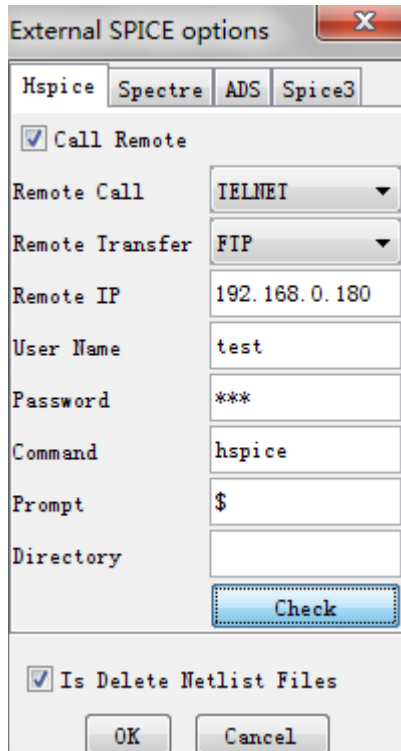 External SPICE options
Hspice Spectre ADS Spice3
Call Remote
Remote Call TELNET
Remote Transfer FTP
Remote IP 192.168.0.180
User Name test
Password ***
Command hspice
Prompt $
Directory
Check
Is Delete Netlist Files
OK Cancel